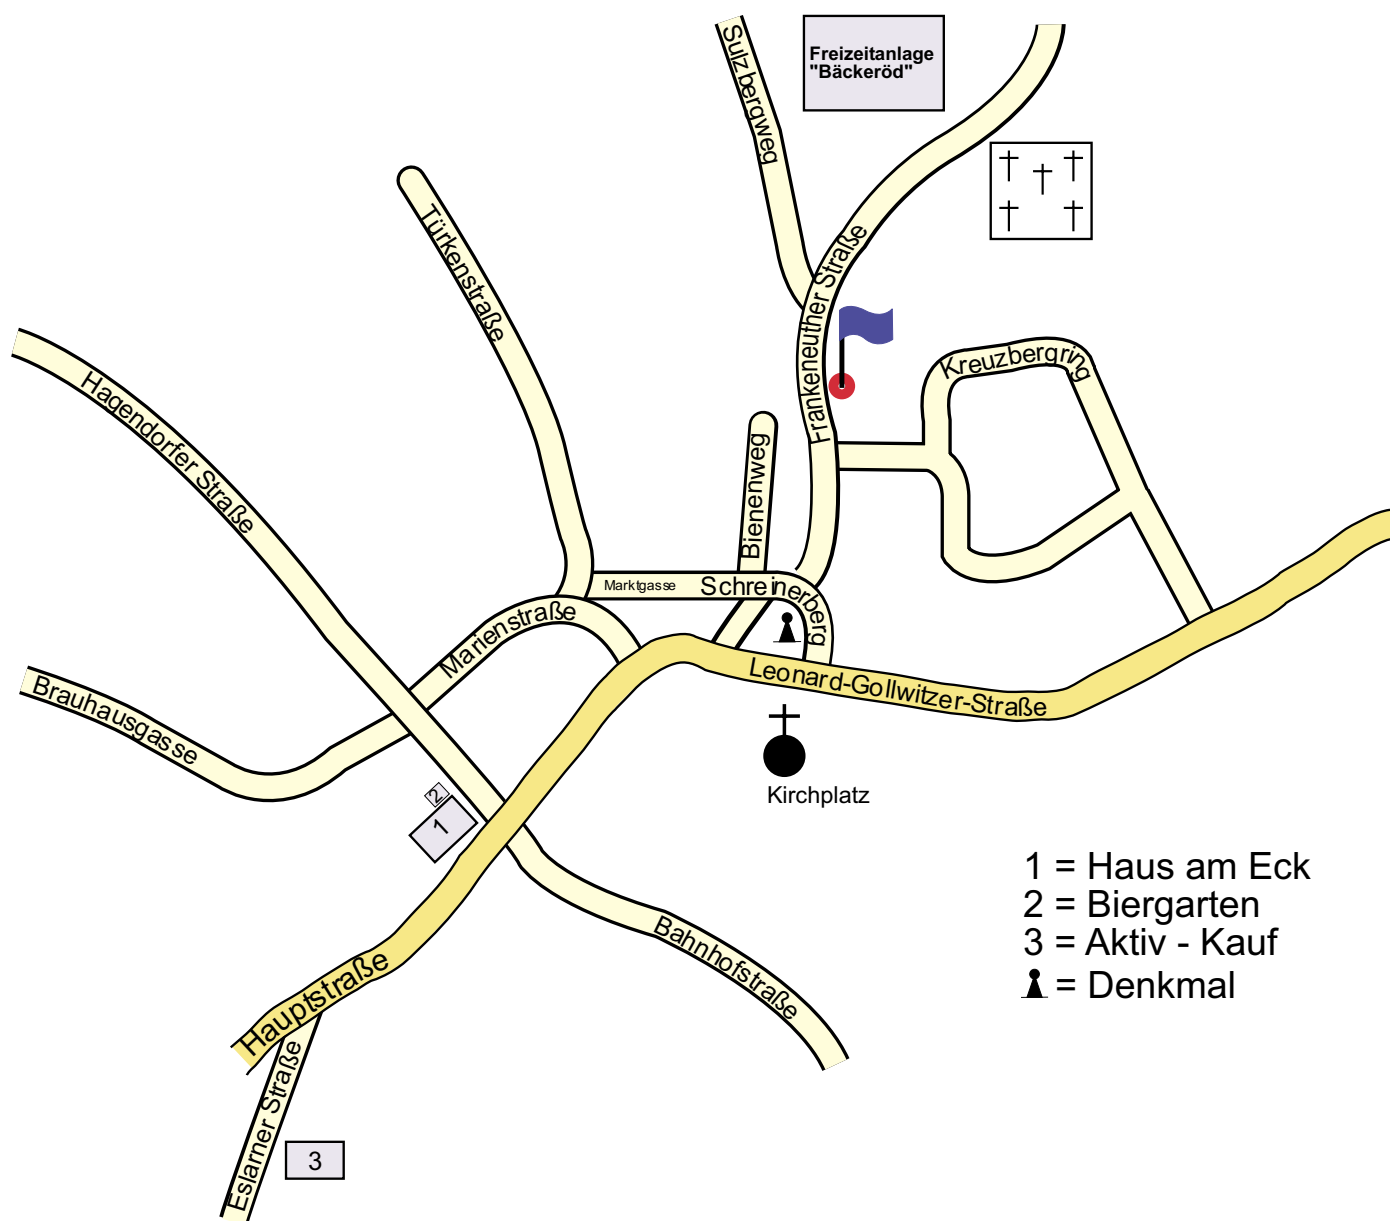 Sulzbergweg
Freizeitanlage
"Bäckeröd"
Türkenstraße
Frankeneuther Straße
Kreuzbergring
Hagendorfer Straße
Bienenweg
Marktgasse
Schreinerberg
Marienstraße
Brauhausgasse
Leonard-Gollwitzer-Straße
Kirchplatz
2
1
Bahnhofstraße
Hauptstraße
Eslarner Straße
3
1 = Haus am Eck
2 = Biergarten
3 = Aktiv - Kauf
= Denkmal